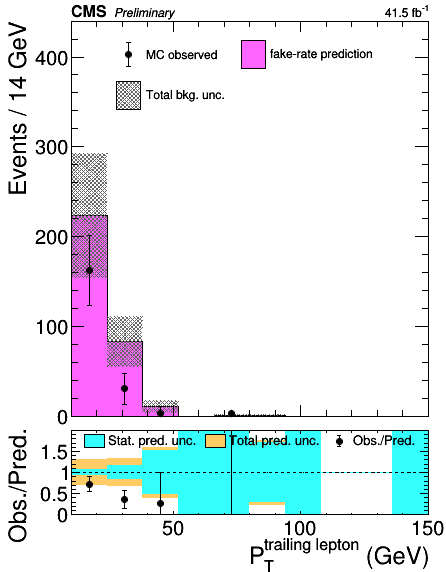 CMS Preliminary 41.5 fb⁻¹
Events / 14 GeV
MC observed fake-rate prediction
Total bkg. unc.
400
300
200
100
0
Obs./Pred.
Stat. pred. unc. Total pred. unc. Obs./Pred.
1.5
1
0.5
0
50 100 150
P_T^trailing lepton (GeV)